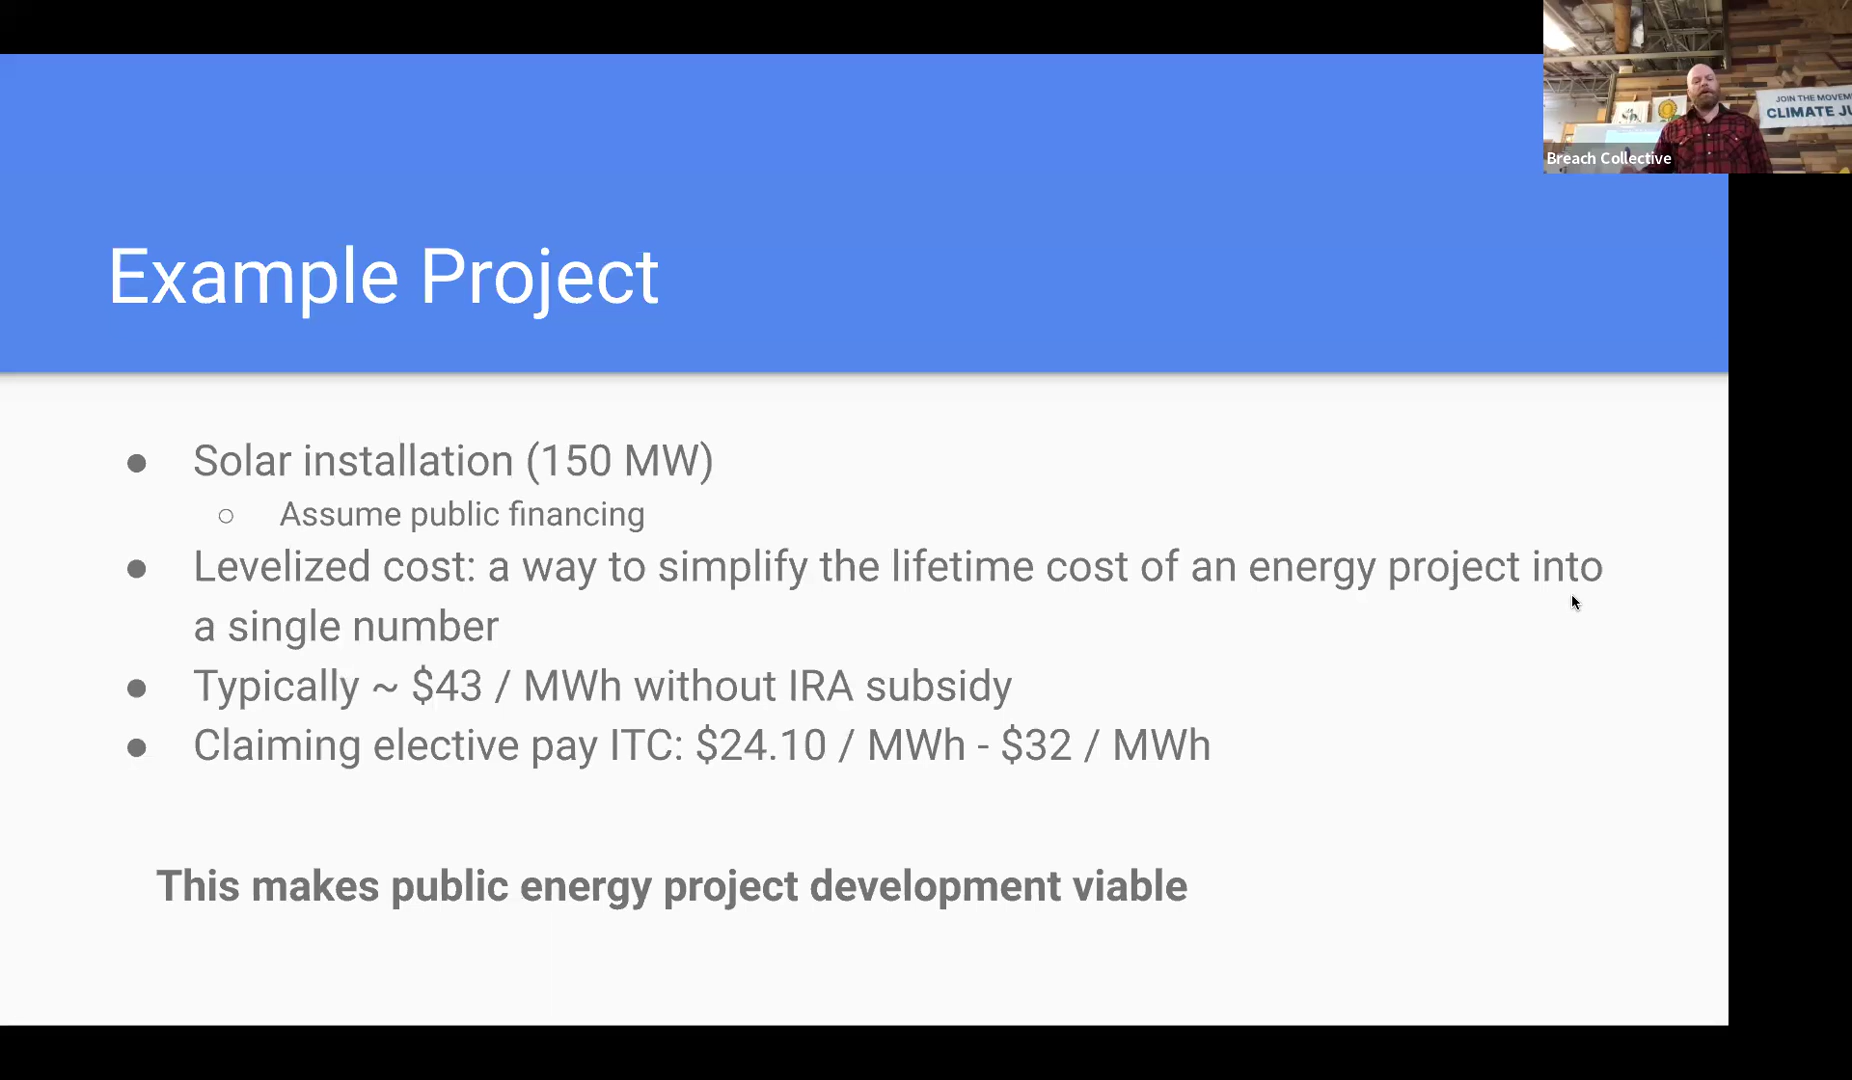 JOIN THE
CLIMATE
Breach Collective
Example Project
● Solar installation (150 MW)
○ Assume public financing
● Levelized cost: a way to simplify the lifetime cost of an energy project into
a single number
● Typically ~ $43 / MWh without IRA subsidy
● Claiming elective pay ITC: $24.10 / MWh - $32 / MWh
This makes public energy project development viable